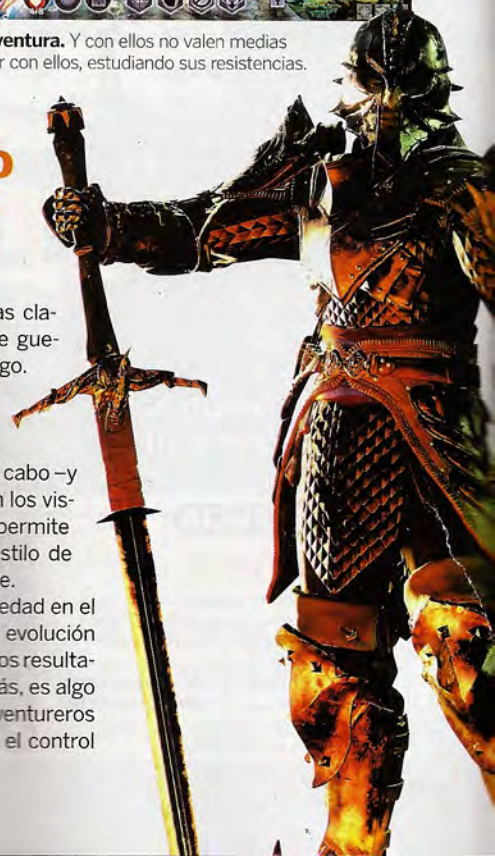 ventura. Y con ellos no valen medias
r con ellos, estudiando sus resistencias.
o
as cla-
e gue-
go.
cabo –y
n los vis-
permite
stilo de
e.
edad en el
evolución
os resulta-
ás, es algo
ventureros
el control